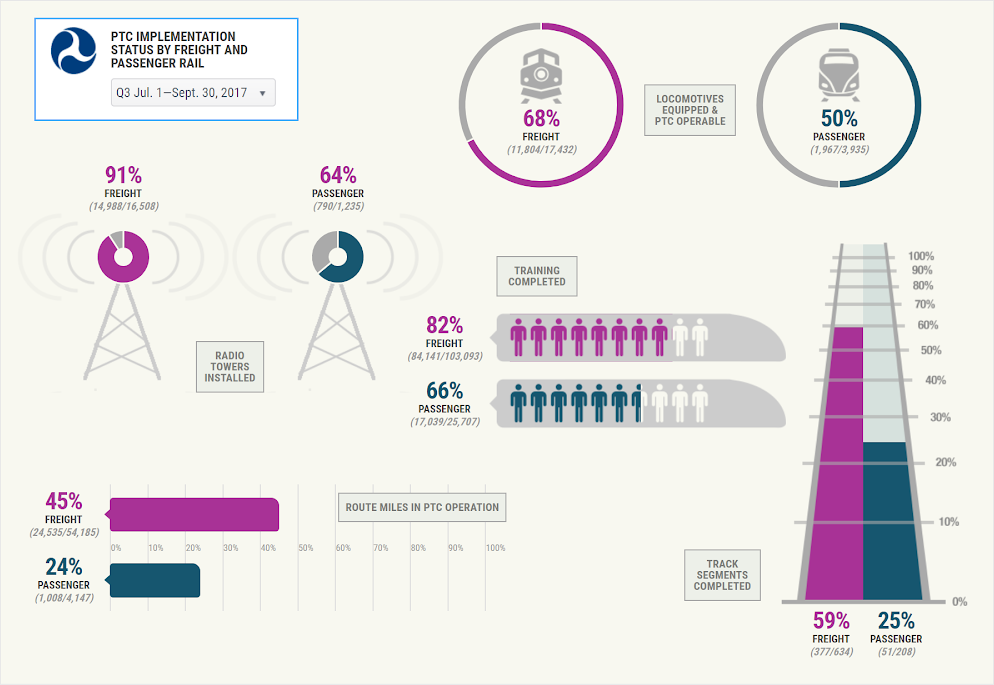 PTC IMPLEMENTATION
STATUS BY FREIGHT AND
PASSENGER RAIL
Q3 Jul. 1—Sept. 30, 2017
68%
FREIGHT
(11,804/17,432)
LOCOMOTIVES
EQUIPPED &
PTC OPERABLE
50%
PASSENGER
(1,967/3,935)
91%
FREIGHT
(14,988/16,508)
64%
PASSENGER
(790/1,235)
RADIO
TOWERS
INSTALLED
TRAINING
COMPLETED
82%
FREIGHT
(84,141/103,093)
66%
PASSENGER
(17,039/25,707)
100%
90%
80%
70%
60%
50%
40%
30%
20%
10%
0%
TRACK
SEGMENTS
COMPLETED
59%
FREIGHT
(377/634)
25%
PASSENGER
(51/208)
45%
FREIGHT
(24,535/54,185)
ROUTE MILES IN PTC OPERATION
0% 10% 20% 30% 40% 50% 60% 70% 80% 90% 100%
24%
PASSENGER
(1,008/4,147)